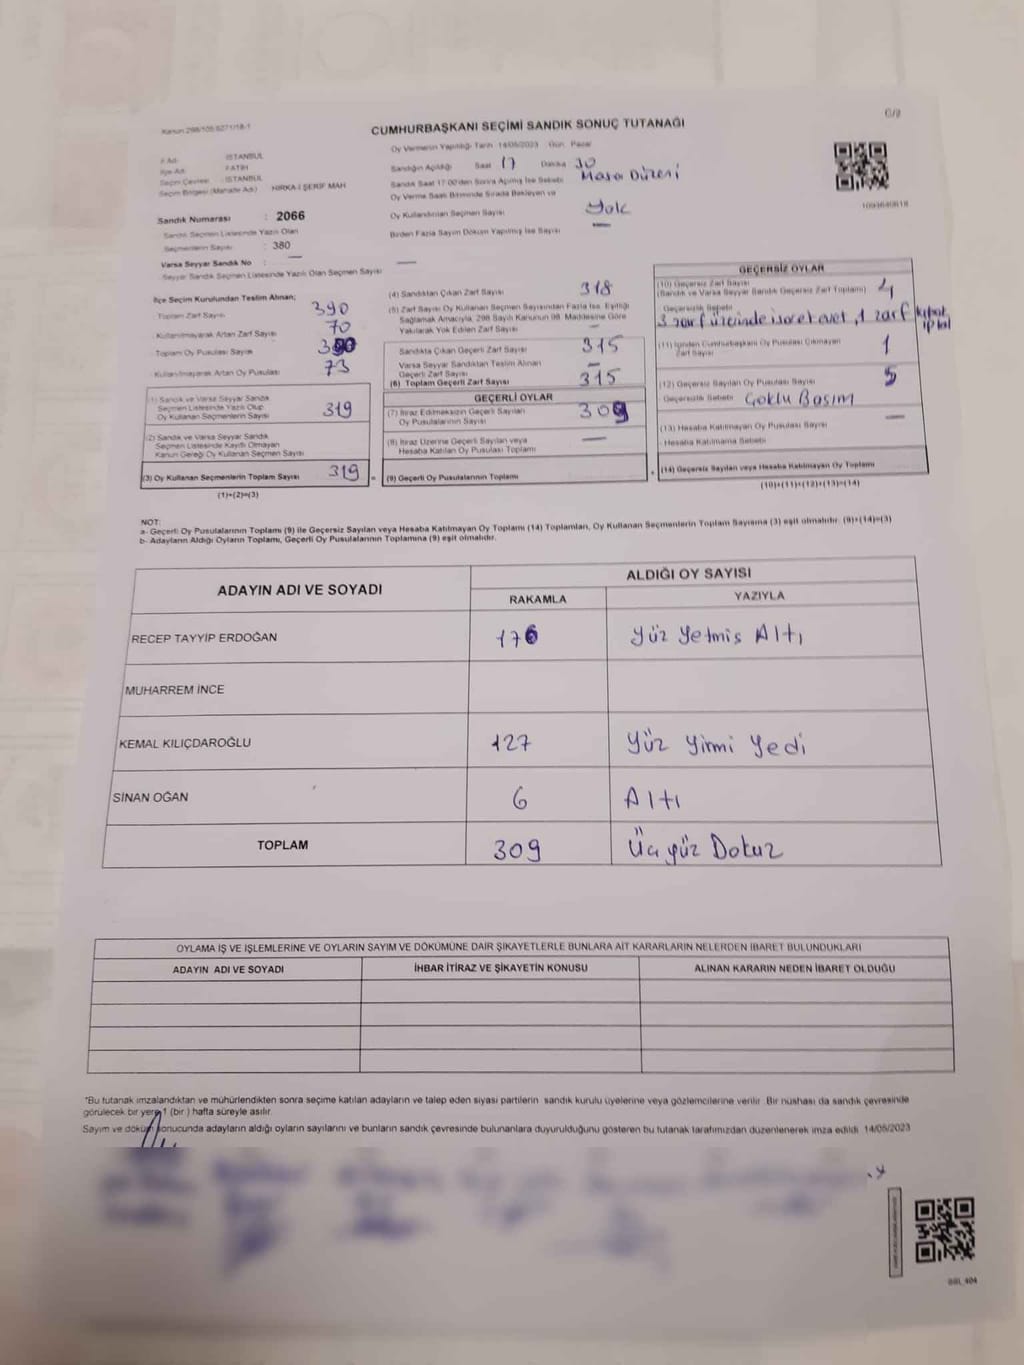 Kanun 298/105 6271/18-1
C/9
CUMHURBAŞKANI SEÇİMİ SANDIK SONUÇ TUTANAĞI
İl Adı : İSTANBUL
İlçe Adı : FATİH
Seçim Çevresi : İSTANBUL
Seçim Bölgesi (Mahalle Adı) : HIRKA-İ ŞERİF MAH
Sandık Numarası : 2066
Sandık Seçmen Listesinde Yazılı Olan
Seçmenlerin Sayısı : 380
Varsa Seyyar Sandık No : —
Seyyar Sandık Seçmen Listesinde Yazılı Olan Seçmen Sayısı —
Oy Vermenin Yapıldığı Tarih 14/05/2023 Gün Pazar
Sandığın Açıldığı Saat 17 Dakika 30
Sandık Saat 17:00'den Sonra Açılmış İse Sebebi Masa Düzeni
Oy Verme Saati Bitiminde Sırada Bekleyen ve
Oy Kullandırılan Seçmen Sayısı Yok
Birden Fazla Sayım Döküm Yapılmış İse Sayısı —
İlçe Seçim Kurulundan Teslim Alınan;
Toplam Zarf Sayısı 390
Kullanılmayarak Artan Zarf Sayısı 70
Toplam Oy Pusulası Sayısı
Kullanılmayarak Artan Oy Pusulası 73
(1) Sandık ve Varsa Seyyar Sandık
Seçmen Listesinde Yazılı Olup
Oy Kullanan Seçmenlerin Sayısı 319
(2) Sandık ve Varsa Seyyar Sandık
Seçmen Listesinde Kayıtlı Olmayan
Kanun Gereği Oy Kullanan Seçmen Sayısı
(3) Oy Kullanan Seçmenlerin Toplam Sayısı 319
(1)+(2)=(3)
(4) Sandıktan Çıkan Zarf Sayısı 318
(5) Zarf Sayısı Oy Kullanan Seçmen Sayısından Fazla İse, Eşitliği
Sağlamak Amacıyla, 298 Sayılı Kanunun 98. Maddesine Göre
Yakılarak Yok Edilen Zarf Sayısı —
Sandıkta Çıkan Geçerli Zarf Sayısı 315
Varsa Seyyar Sandıktan Teslim Alınan
Geçerli Zarf Sayısı —
(6) Toplam Geçerli Zarf Sayısı 315
GEÇERLİ OYLAR
(7) İtiraz Edilmeksizin Geçerli Sayılan
Oy Pusulalarının Sayısı 309
(8) İtiraz Üzerine Geçerli Sayılan veya
Hesaba Katılan Oy Pusulası Toplamı —
(9) Geçerli Oy Pusulalarının Toplamı
1093640618
GEÇERSİZ OYLAR
(10) Geçersiz Zarf Sayısı
(Sandık ve Varsa Seyyar Sandık Geçersiz Zarf Toplamı) 4
Geçersizlik Sebebi
3 zarf üzerinde işaret evet, 1 zarf
(11) İçinden Cumhurbaşkanı Oy Pusulası Çıkmayan
Zarf Sayısı 1
(12) Geçersiz Sayılan Oy Pusulası Sayısı 5
Geçersizlik Sebebi Çoklu Basım
(13) Hesaba Katılmayan Oy Pusulası Sayısı —
Hesaba Katılmama Sebebi
(14) Geçersiz Sayılan veya Hesaba Katılmayan Oy Toplamı
(10)+(11)+(12)+(13)=(14)
NOT:
a- Geçerli Oy Pusulalarının Toplamı (9) ile Geçersiz Sayılan veya Hesaba Katılmayan Oy Toplamı (14) Toplamları, Oy Kullanan Seçmenlerin Toplam Sayısına (3) eşit olmalıdır. (9)+(14)=(3)
b- Adayların Aldığı Oyların Toplamı, Geçerli Oy Pusulalarının Toplamına (9) eşit olmalıdır.
ADAYIN ADI VE SOYADI
ALDIĞI OY SAYISI
RAKAMLA YAZIYLA
RECEP TAYYİP ERDOĞAN 176 Yüz Yetmiş Altı
MUHARREM İNCE
KEMAL KILIÇDAROĞLU 127 Yüz Yirmi Yedi
SİNAN OĞAN 6 Altı
TOPLAM 309 Üç yüz Dokuz
OYLAMA İŞ VE İŞLEMLERİNE VE OYLARIN SAYIM VE DÖKÜMÜNE DAİR ŞİKAYETLERLE BUNLARA AİT KARARLARIN NELERDEN İBARET BULUNDUKLARI
ADAYIN ADI VE SOYADI İHBAR İTİRAZ VE ŞİKAYETİN KONUSU ALINAN KARARIN NEDEN İBARET OLDUĞU
*Bu tutanak imzalandıktan ve mühürlendikten sonra seçime katılan adayların ve talep eden siyasi partilerin sandık kurulu üyelerine veya gözlemcilerine verilir. Bir nüshası da sandık çevresinde
görülecek bir yere 1 (bir ) hafta süreyle asılır.
Sayım ve döküm sonucunda adayların aldığı oyların sayılarını ve bunların sandık çevresinde bulunanlara duyurulduğunu gösteren bu tutanak tarafımızdan düzenlenerek imza edildi 14/05/2023